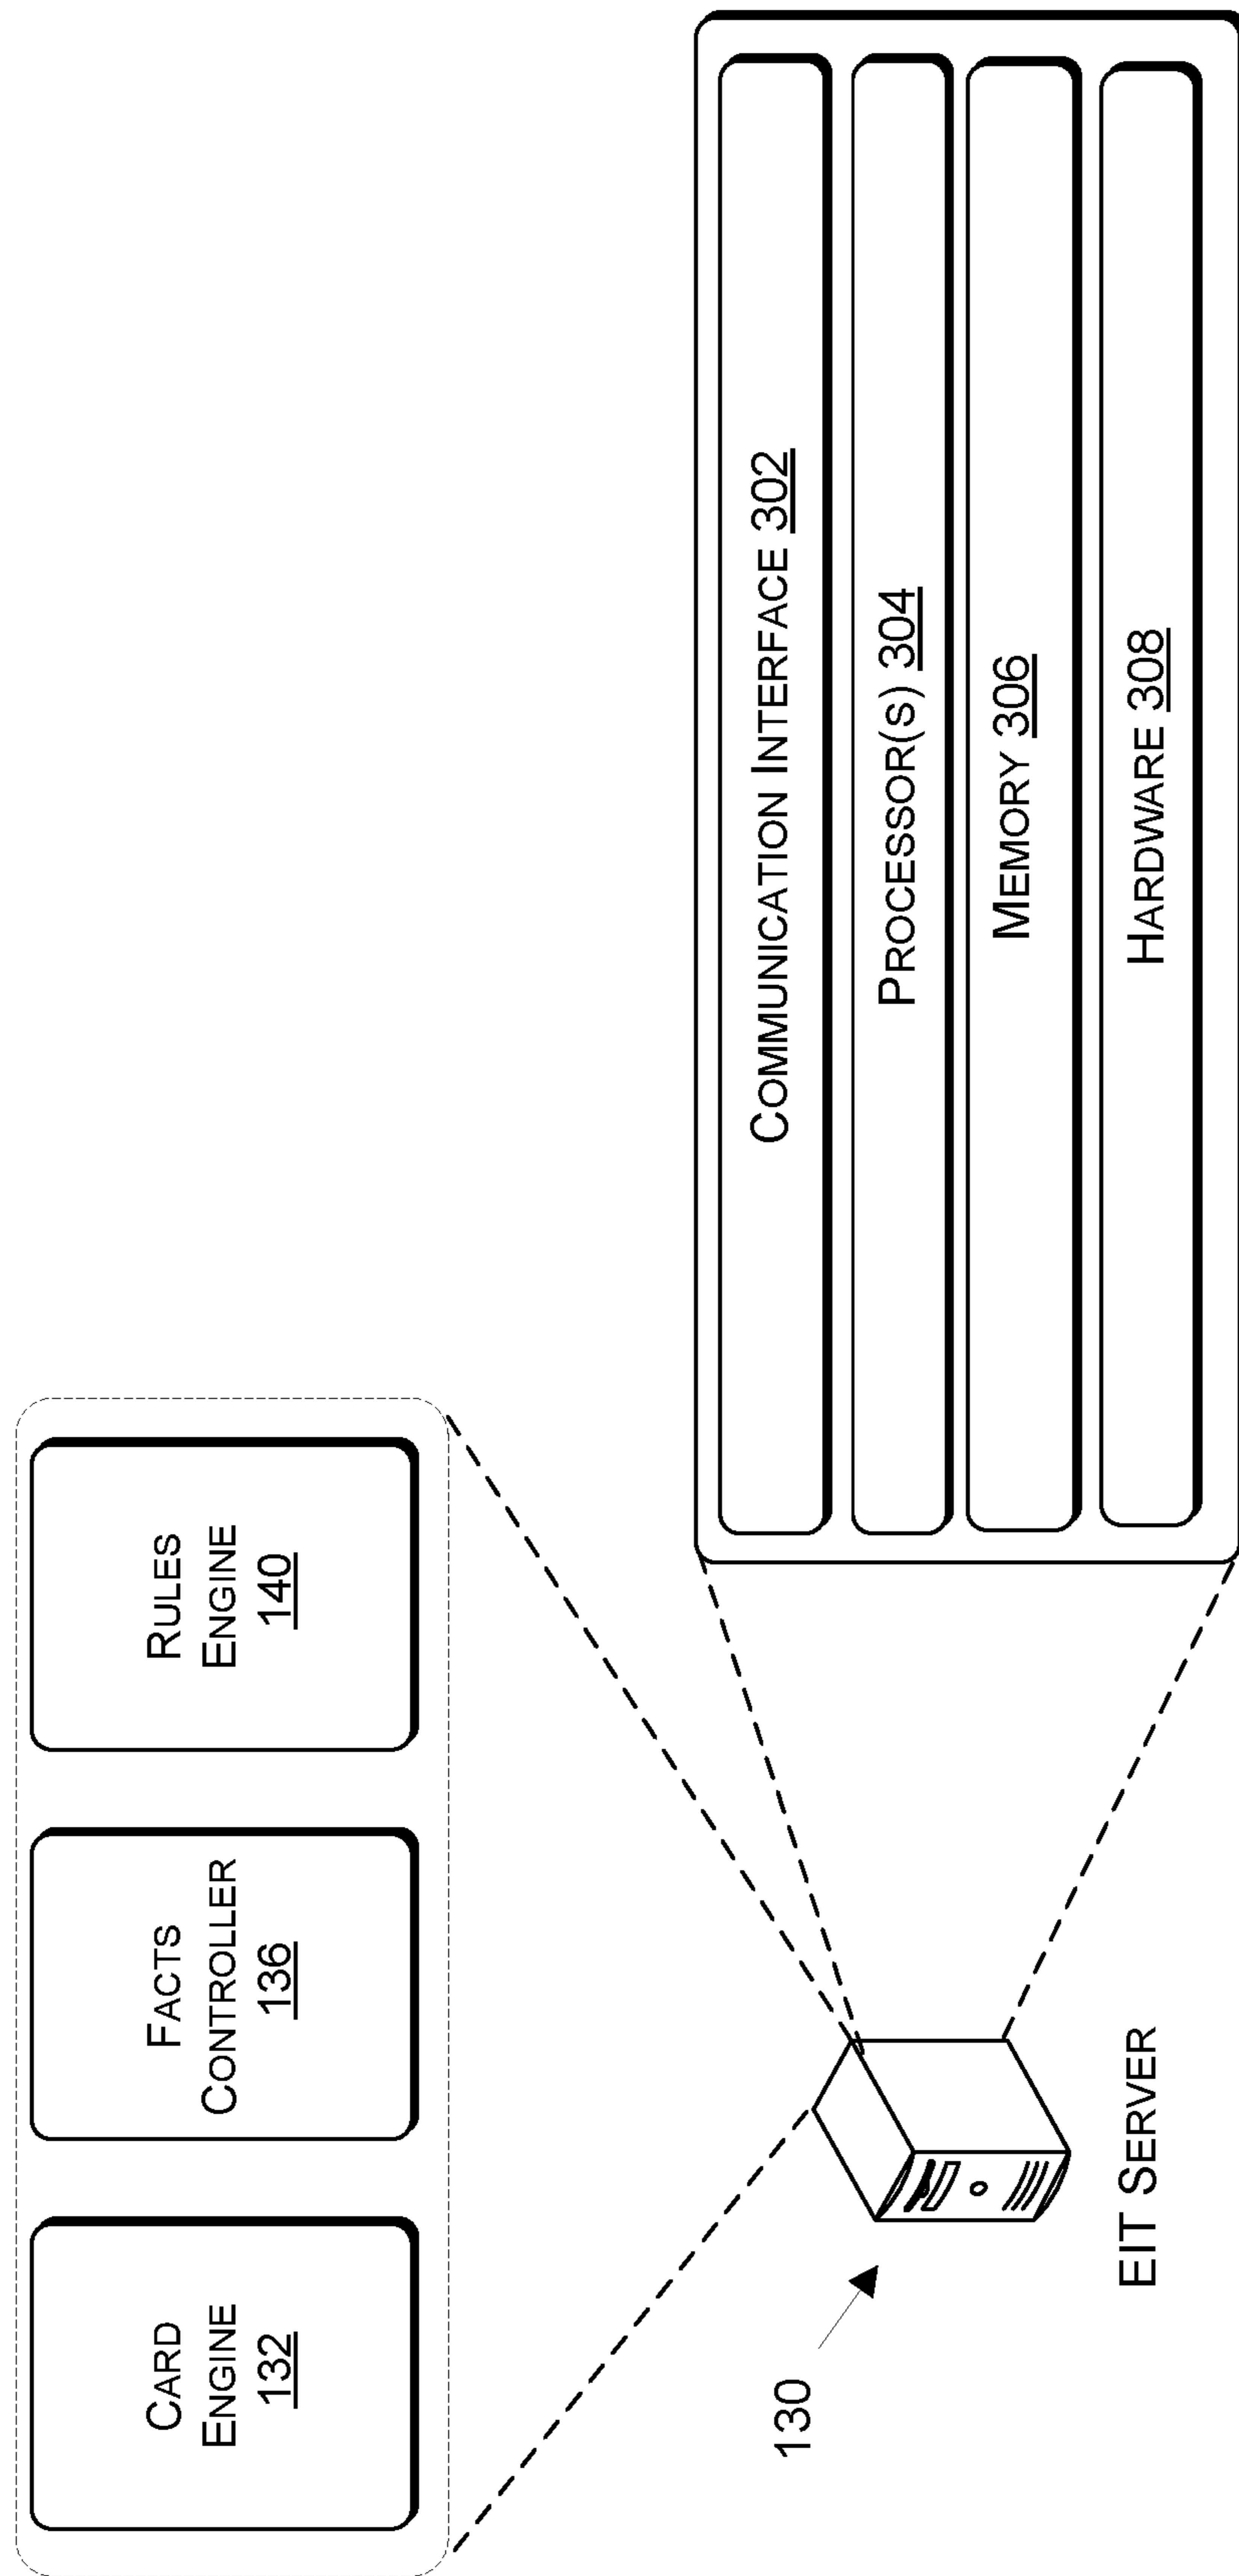 CARD
ENGINE
132
FACTS
CONTROLLER
136
RULES
ENGINE
140
130
EIT SERVER
COMMUNICATION INTERFACE 302
PROCESSOR(S) 304
MEMORY 306
HARDWARE 308